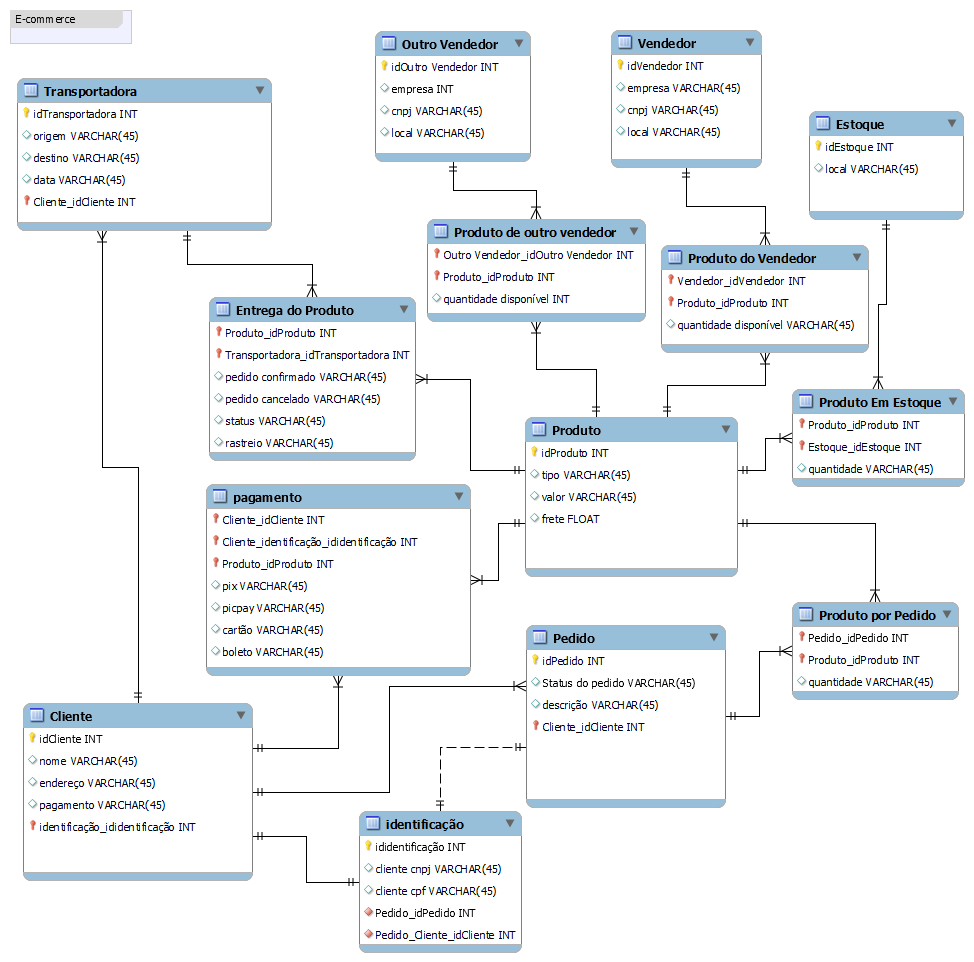 E-commerce
Transportadora
idTransportadora INT
origem VARCHAR(45)
destino VARCHAR(45)
data VARCHAR(45)
Cliente_idCliente INT
Outro Vendedor
idOutro Vendedor INT
empresa INT
cnpj VARCHAR(45)
local VARCHAR(45)
Vendedor
idVendedor INT
empresa VARCHAR(45)
cnpj VARCHAR(45)
local VARCHAR(45)
Estoque
idEstoque INT
local VARCHAR(45)
Produto de outro vendedor
Outro Vendedor_idOutro Vendedor INT
Produto_idProduto INT
quantidade disponível INT
Produto do Vendedor
Vendedor_idVendedor INT
Produto_idProduto INT
quantidade disponível VARCHAR(45)
Entrega do Produto
Produto_idProduto INT
Transportadora_idTransportadora INT
pedido confirmado VARCHAR(45)
pedido cancelado VARCHAR(45)
status VARCHAR(45)
rastreio VARCHAR(45)
Produto Em Estoque
Produto_idProduto INT
Estoque_idEstoque INT
quantidade VARCHAR(45)
Produto
idProduto INT
tipo VARCHAR(45)
valor VARCHAR(45)
frete FLOAT
pagamento
Cliente_idCliente INT
Cliente_identificação_ididentificação INT
Produto_idProduto INT
pix VARCHAR(45)
picpay VARCHAR(45)
cartão VARCHAR(45)
boleto VARCHAR(45)
Produto por Pedido
Pedido_idPedido INT
Produto_idProduto INT
quantidade VARCHAR(45)
Pedido
idPedido INT
Status do pedido VARCHAR(45)
descrição VARCHAR(45)
Cliente_idCliente INT
Cliente
idCliente INT
nome VARCHAR(45)
endereço VARCHAR(45)
pagamento VARCHAR(45)
identificação_ididentificação INT
identificação
ididentificação INT
cliente cnpj VARCHAR(45)
cliente cpf VARCHAR(45)
Pedido_idPedido INT
Pedido_Cliente_idCliente INT